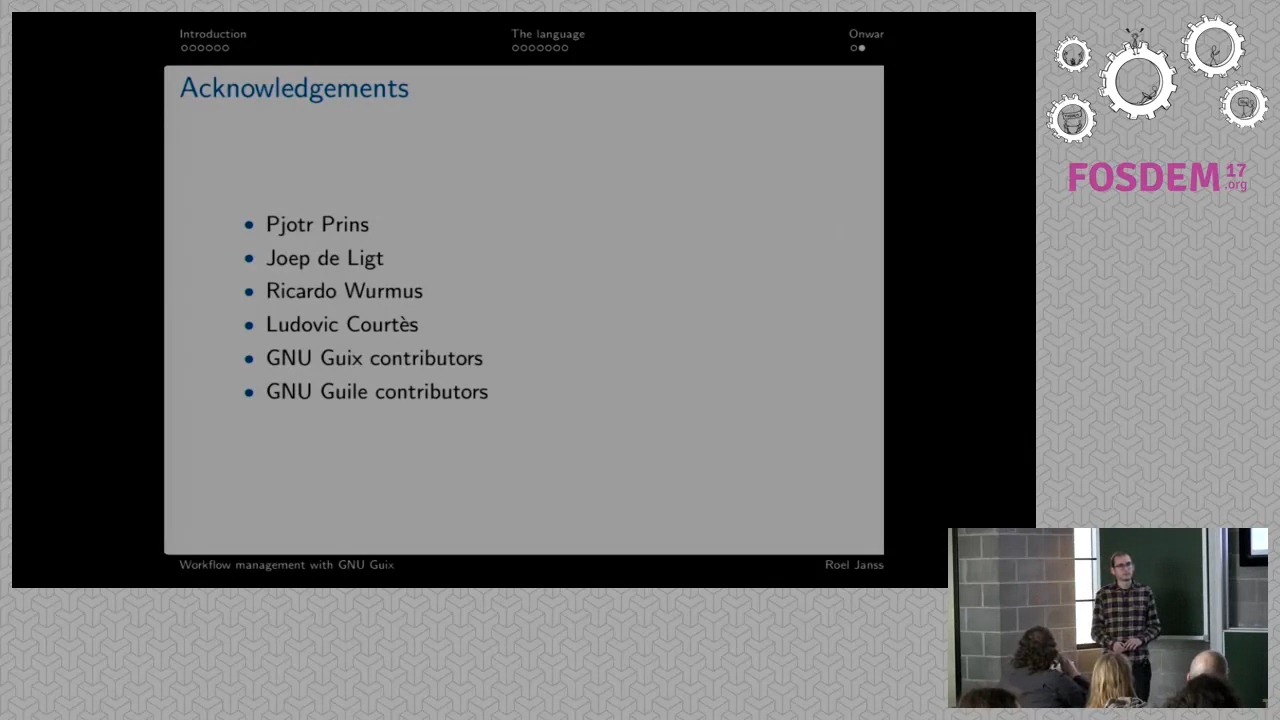 Introduction
The language
Onwar
Acknowledgements
Pjotr Prins
Joep de Ligt
Ricardo Wurmus
Ludovic Courtès
GNU Guix contributors
GNU Guile contributors
Workflow management with GNU Guix
Roel Janss
FOSDEM 17
.org